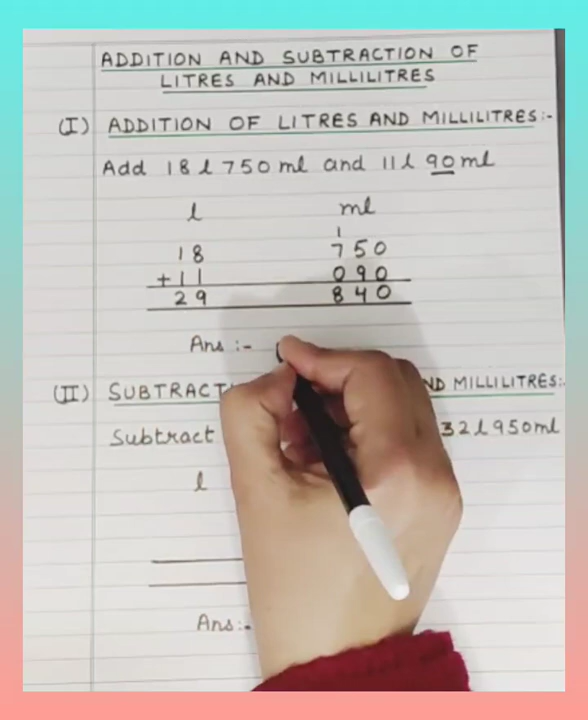 ADDITION AND SUBTRACTION OF
LITRES AND MILLILITRES
(I) ADDITION OF LITRES AND MILLILITRES:-
Add 18 l 750 ml and 11 l 90 ml
l ml
1
18 750
+11 090
29 840
Ans :-
(II) SUBTRACT ND MILLILITRES:
Subtract 32 l 950 ml
l
Ans:-